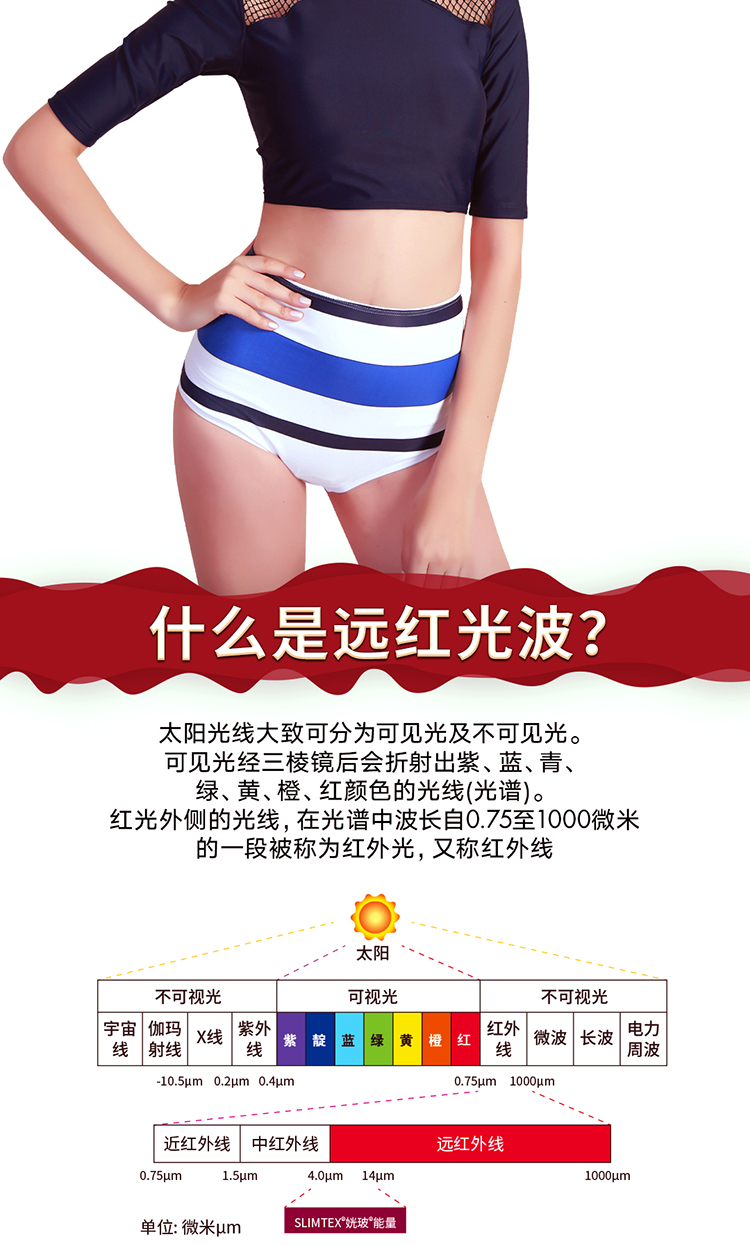 什么是远红光波?
太阳光线大致可分为可见光及不可见光。
可见光经三棱镜后会折射出紫、蓝、青、
绿、黄、橙、红颜色的光线(光谱)。
红光外侧的光线,在光谱中波长自0.75至1000微米
的一段被称为红外光,又称红外线
太阳
不可视光 可视光 不可视光
宇宙线 伽玛射线 X线 紫外线 紫 靛 蓝 绿 黄 橙 红 红外线 微波 长波 电力周波
-10.5μm 0.2μm 0.4μm 0.75μm 1000μm
近红外线 中红外线 远红外线
0.75μm 1.5μm 4.0μm 14μm 1000μm
SLIMTEX®姯玻®能量
单位: 微米μm